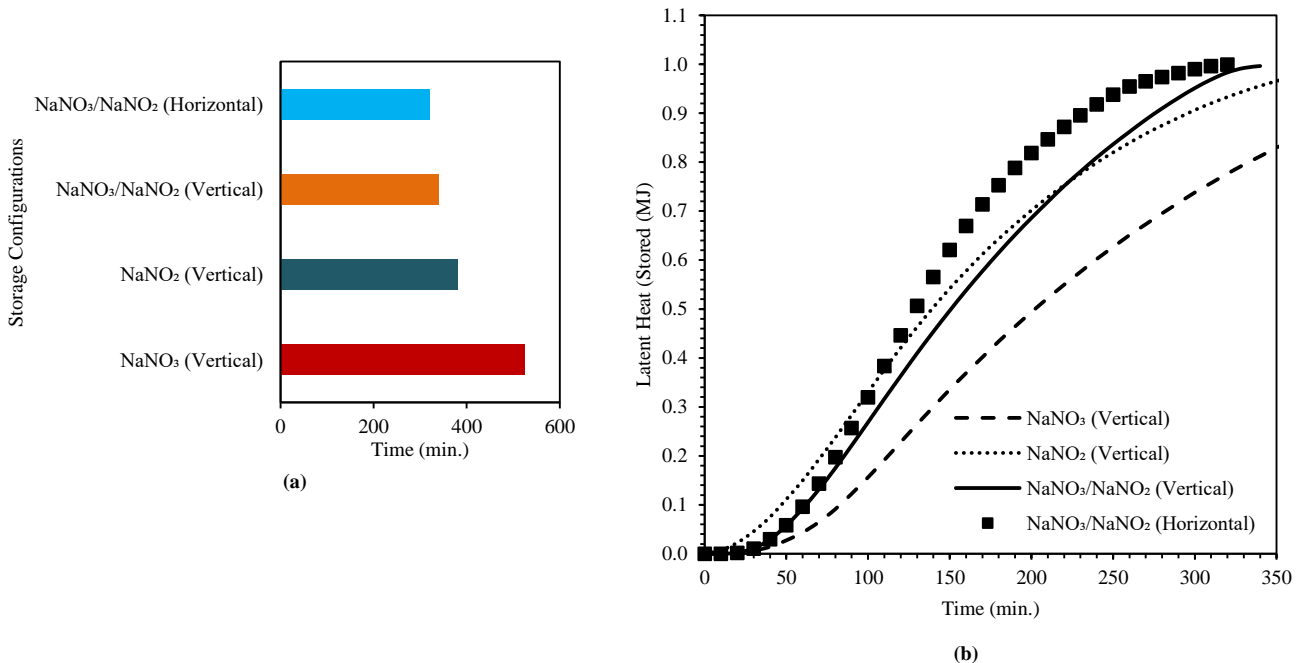 Storage Configurations
NaNO₃/NaNO₂ (Horizontal)
NaNO₃/NaNO₂ (Vertical)
NaNO₂ (Vertical)
NaNO₃ (Vertical)
0 200 400 600
Time (min.)
(a)
Latent Heat (Stored (MJ)
1.1
1.0
0.9
0.8
0.7
0.6
0.5
0.4
0.3
0.2
0.1
0.0
NaNO₃ (Vertical)
NaNO₂ (Vertical)
NaNO₃/NaNO₂ (Vertical)
NaNO₃/NaNO₂ (Horizontal)
0 50 100 150 200 250 300 350
Time (min.)
(b)